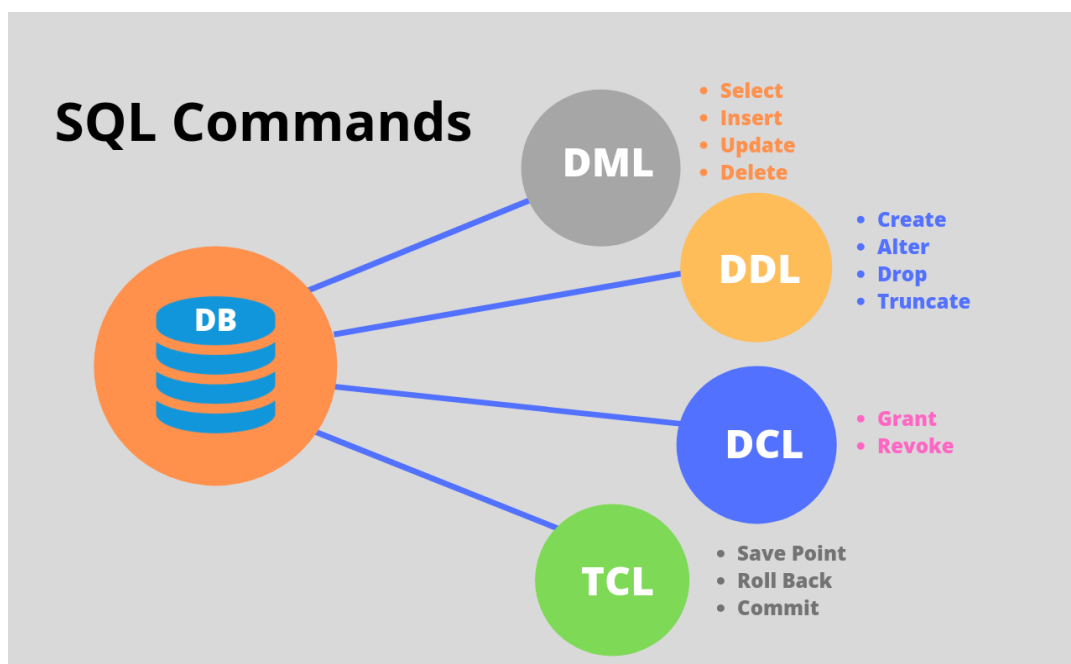 SQL Commands
DB
DML
Select
Insert
Update
Delete
DDL
Create
Alter
Drop
Truncate
DCL
Grant
Revoke
TCL
Save Point
Roll Back
Commit